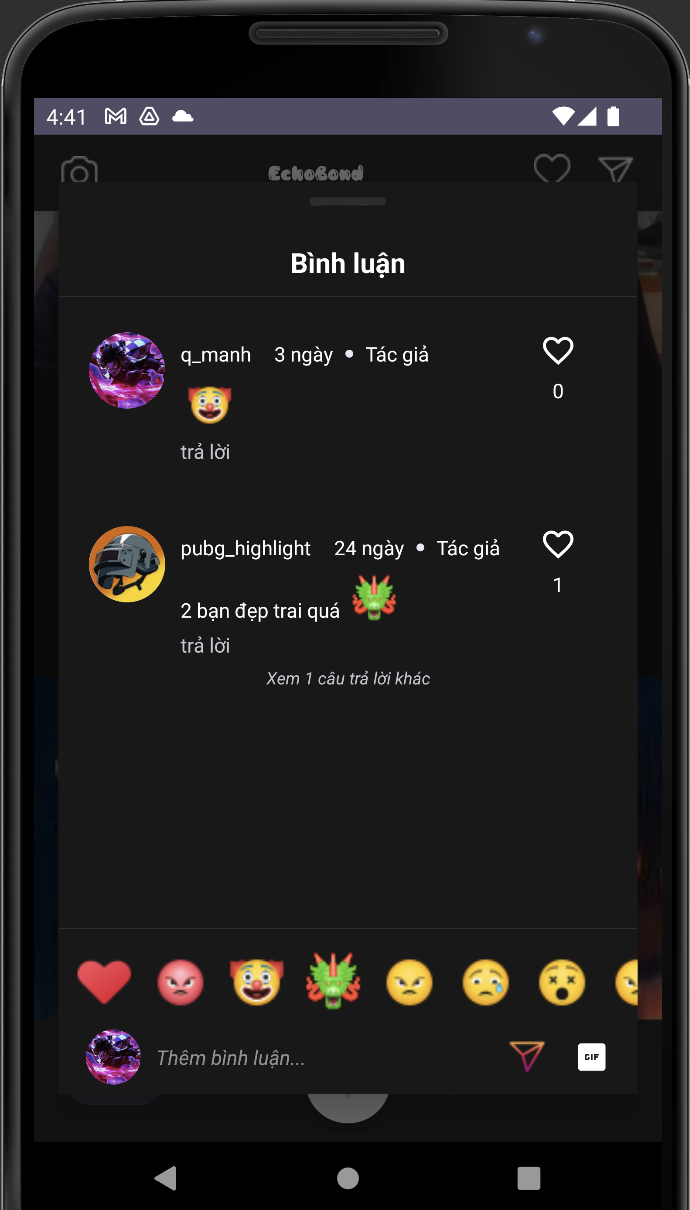 4:41
EchoBond
Bình luận
q_manh 3 ngày • Tác giả
0
trả lời
pubg_highlight 24 ngày • Tác giả
1
2 bạn đẹp trai quá
trả lời
Xem 1 câu trả lời khác
Thêm bình luận...
GIF